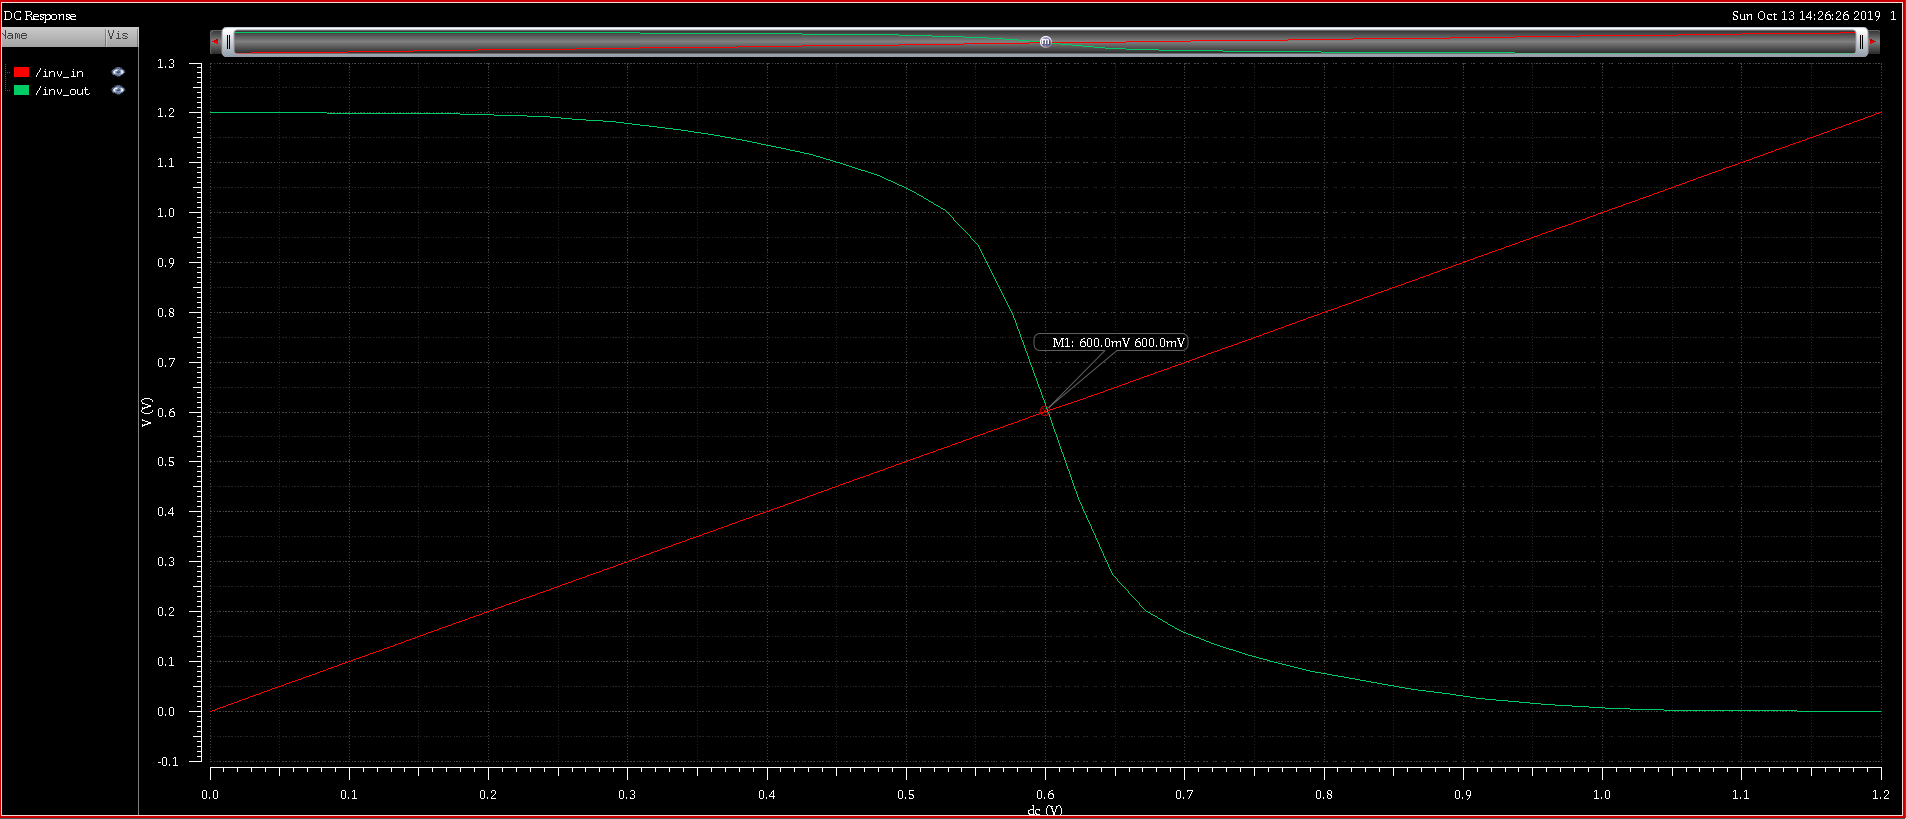 DC Response
Sun Oct 13 14:26:26 2019 1
Name Vis
/inv_in
/inv_out
m
1.3
1.2
1.1
1.0
0.9
0.8
0.7
0.6
0.5
0.4
0.3
0.2
0.1
0.0
-0.1
V (V)
M1: 600.0mV 600.0mV
0.0 0.1 0.2 0.3 0.4 0.5 0.6 0.7 0.8 0.9 1.0 1.1 1.2
dc (V)